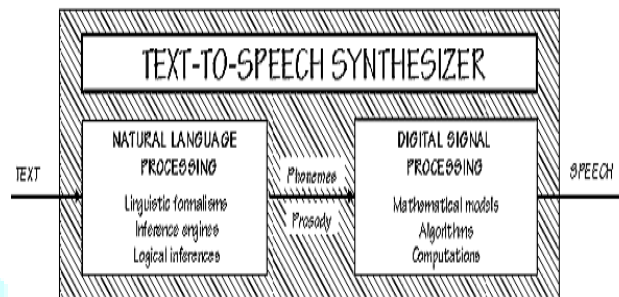 TEXT-TO-SPEECH SYNTHESIZER
TEXT
NATURAL LANGUAGE
PROCESSING
Linguistic formalisms
Inference engines
Logical inferences
Phonemes
Prosody
DIGITAL SIGNAL
PROCESSING
Mathematical models
Algorithms
Computations
SPEECH